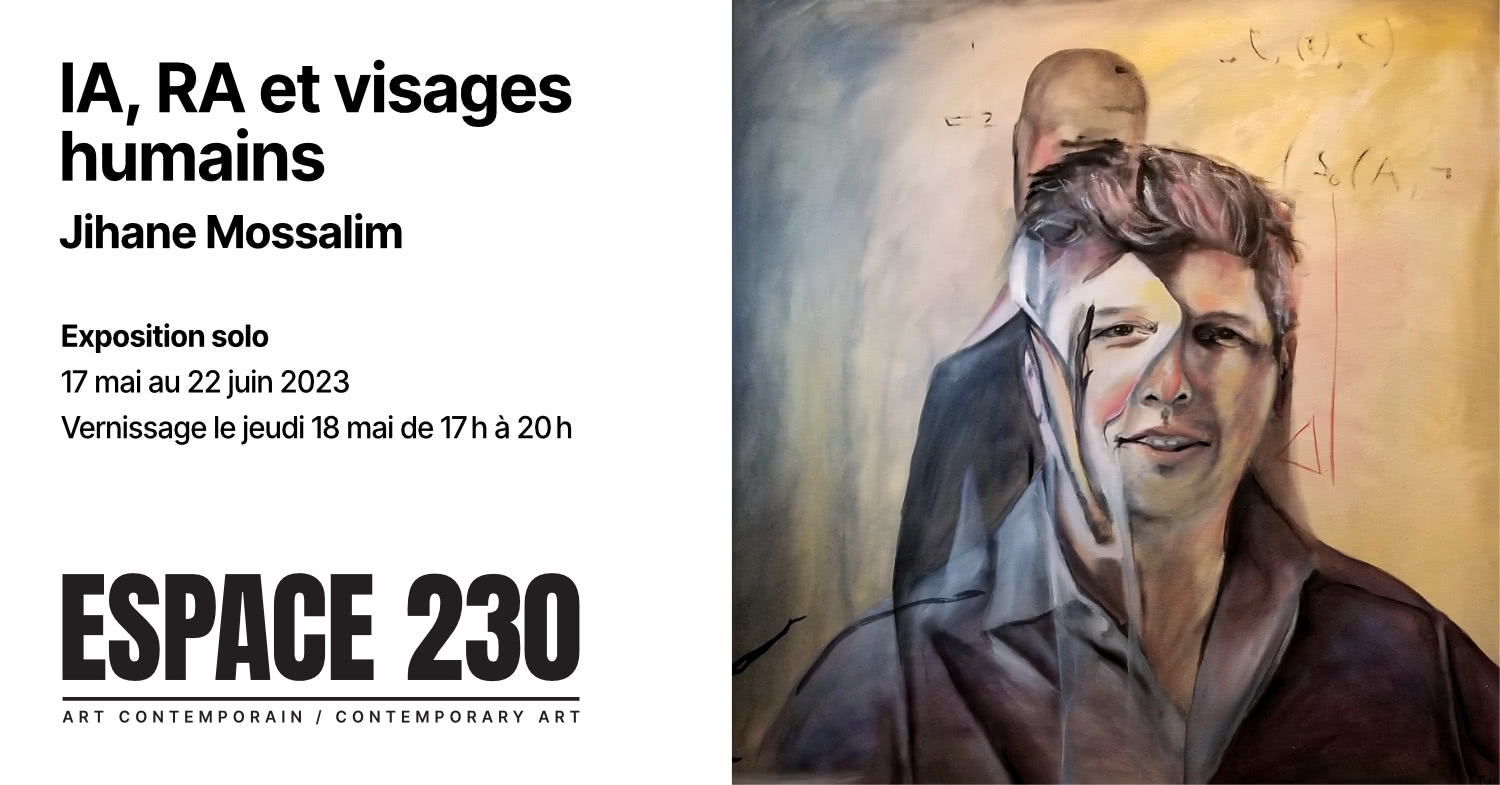 IA, RA et visages
humains
Jihane Mossalim
Exposition solo
17 mai au 22 juin 2023
Vernissage le jeudi 18 mai de 17 h à 20 h
ESPACE 230
ART CONTEMPORAIN / CONTEMPORARY ART